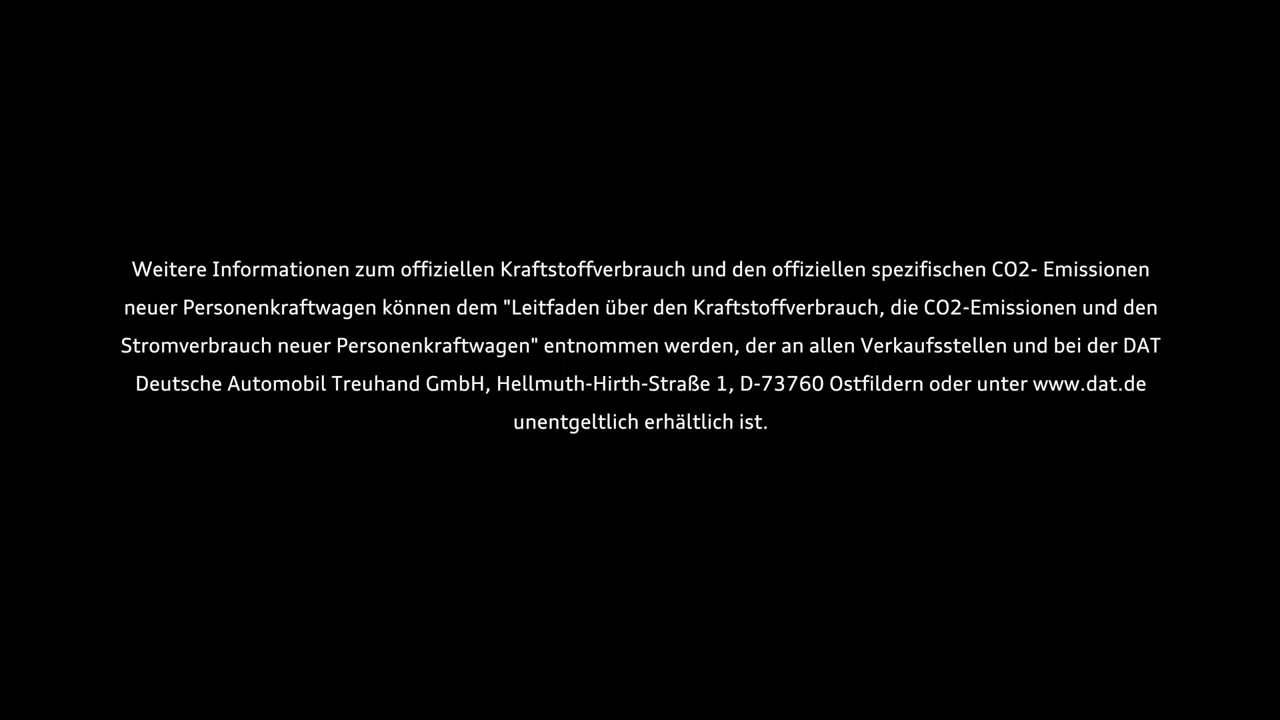 Weitere Informationen zum offiziellen Kraftstoffverbrauch und den offiziellen spezifischen CO2- Emissionen
neuer Personenkraftwagen können dem "Leitfaden über den Kraftstoffverbrauch, die CO2-Emissionen und den
Stromverbrauch neuer Personenkraftwagen" entnommen werden, der an allen Verkaufsstellen und bei der DAT
Deutsche Automobil Treuhand GmbH, Hellmuth-Hirth-Straße 1, D-73760 Ostfildern oder unter www.dat.de
unentgeltlich erhältlich ist.